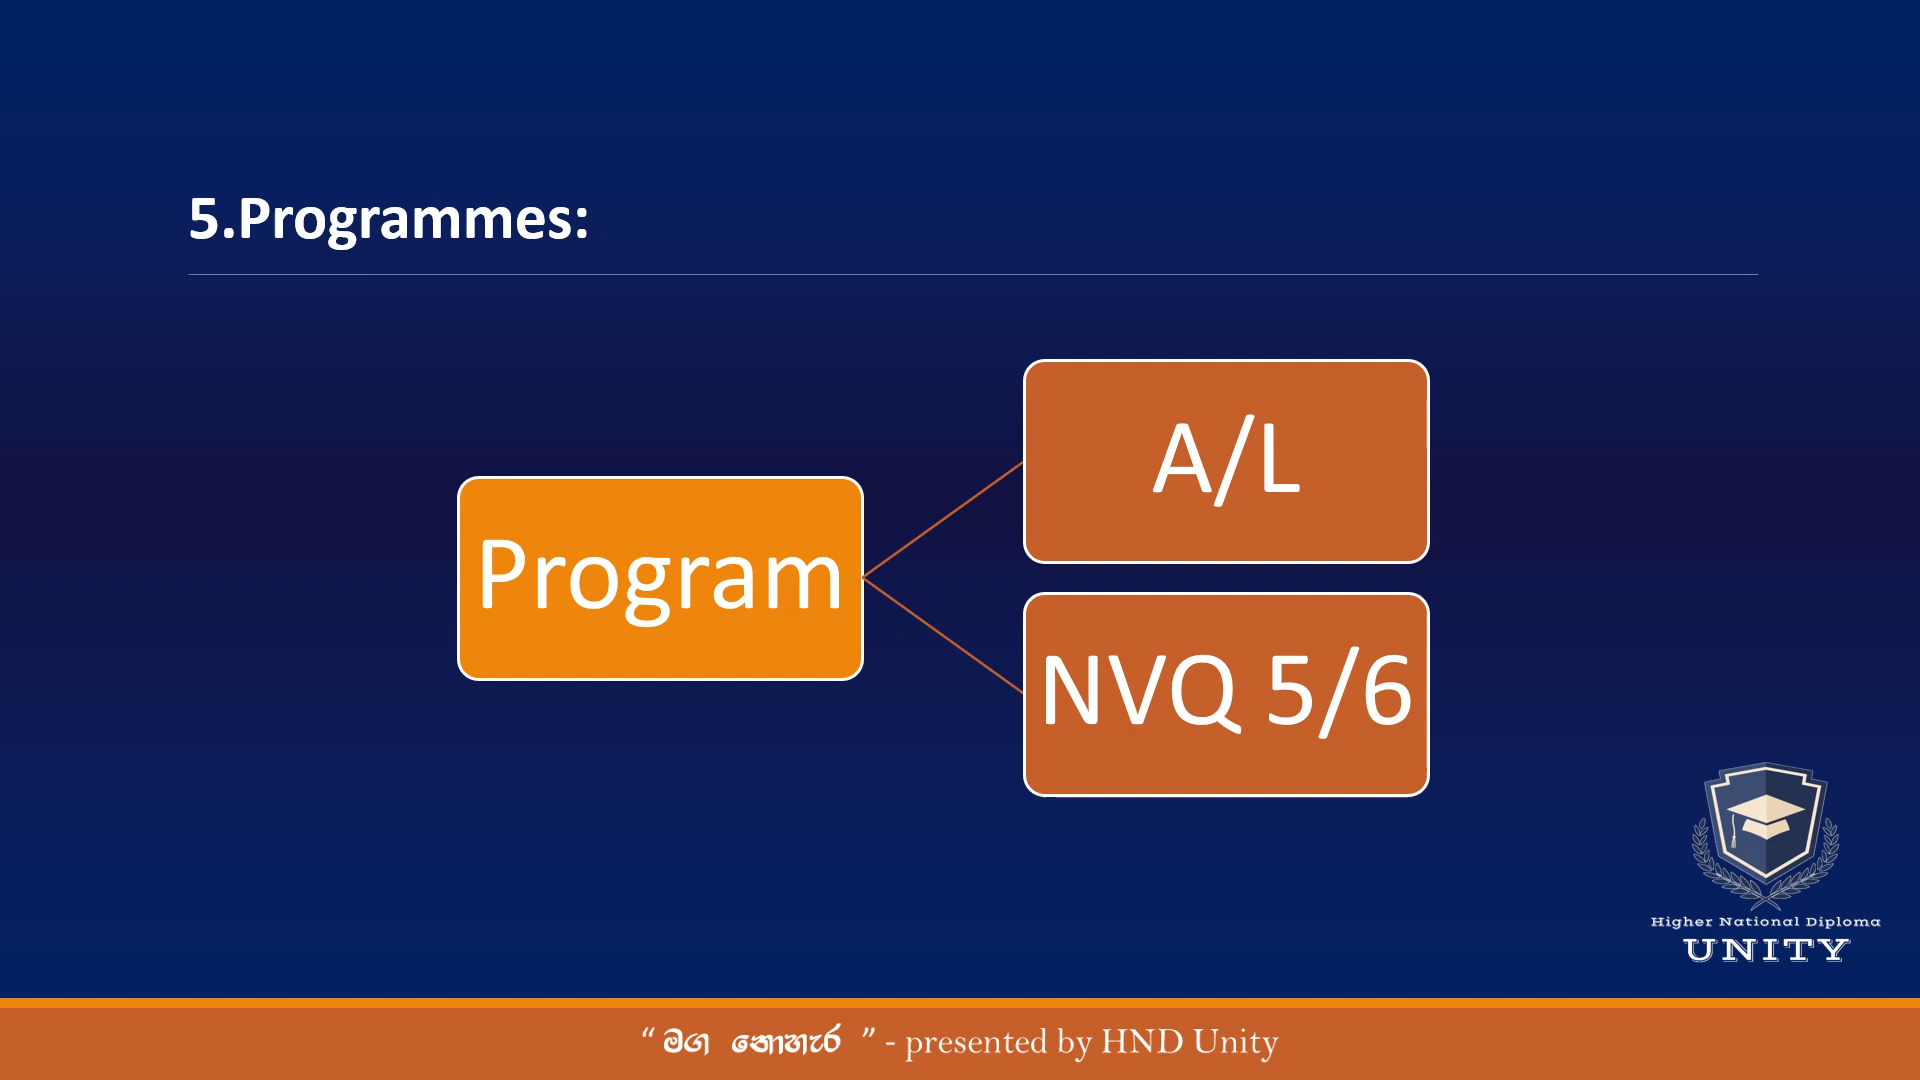 5.Programmes:
Program
A/L
NVQ 5/6
Higher National Diploma
UNITY
“ මග නොහැර ” - presented by HND Unity